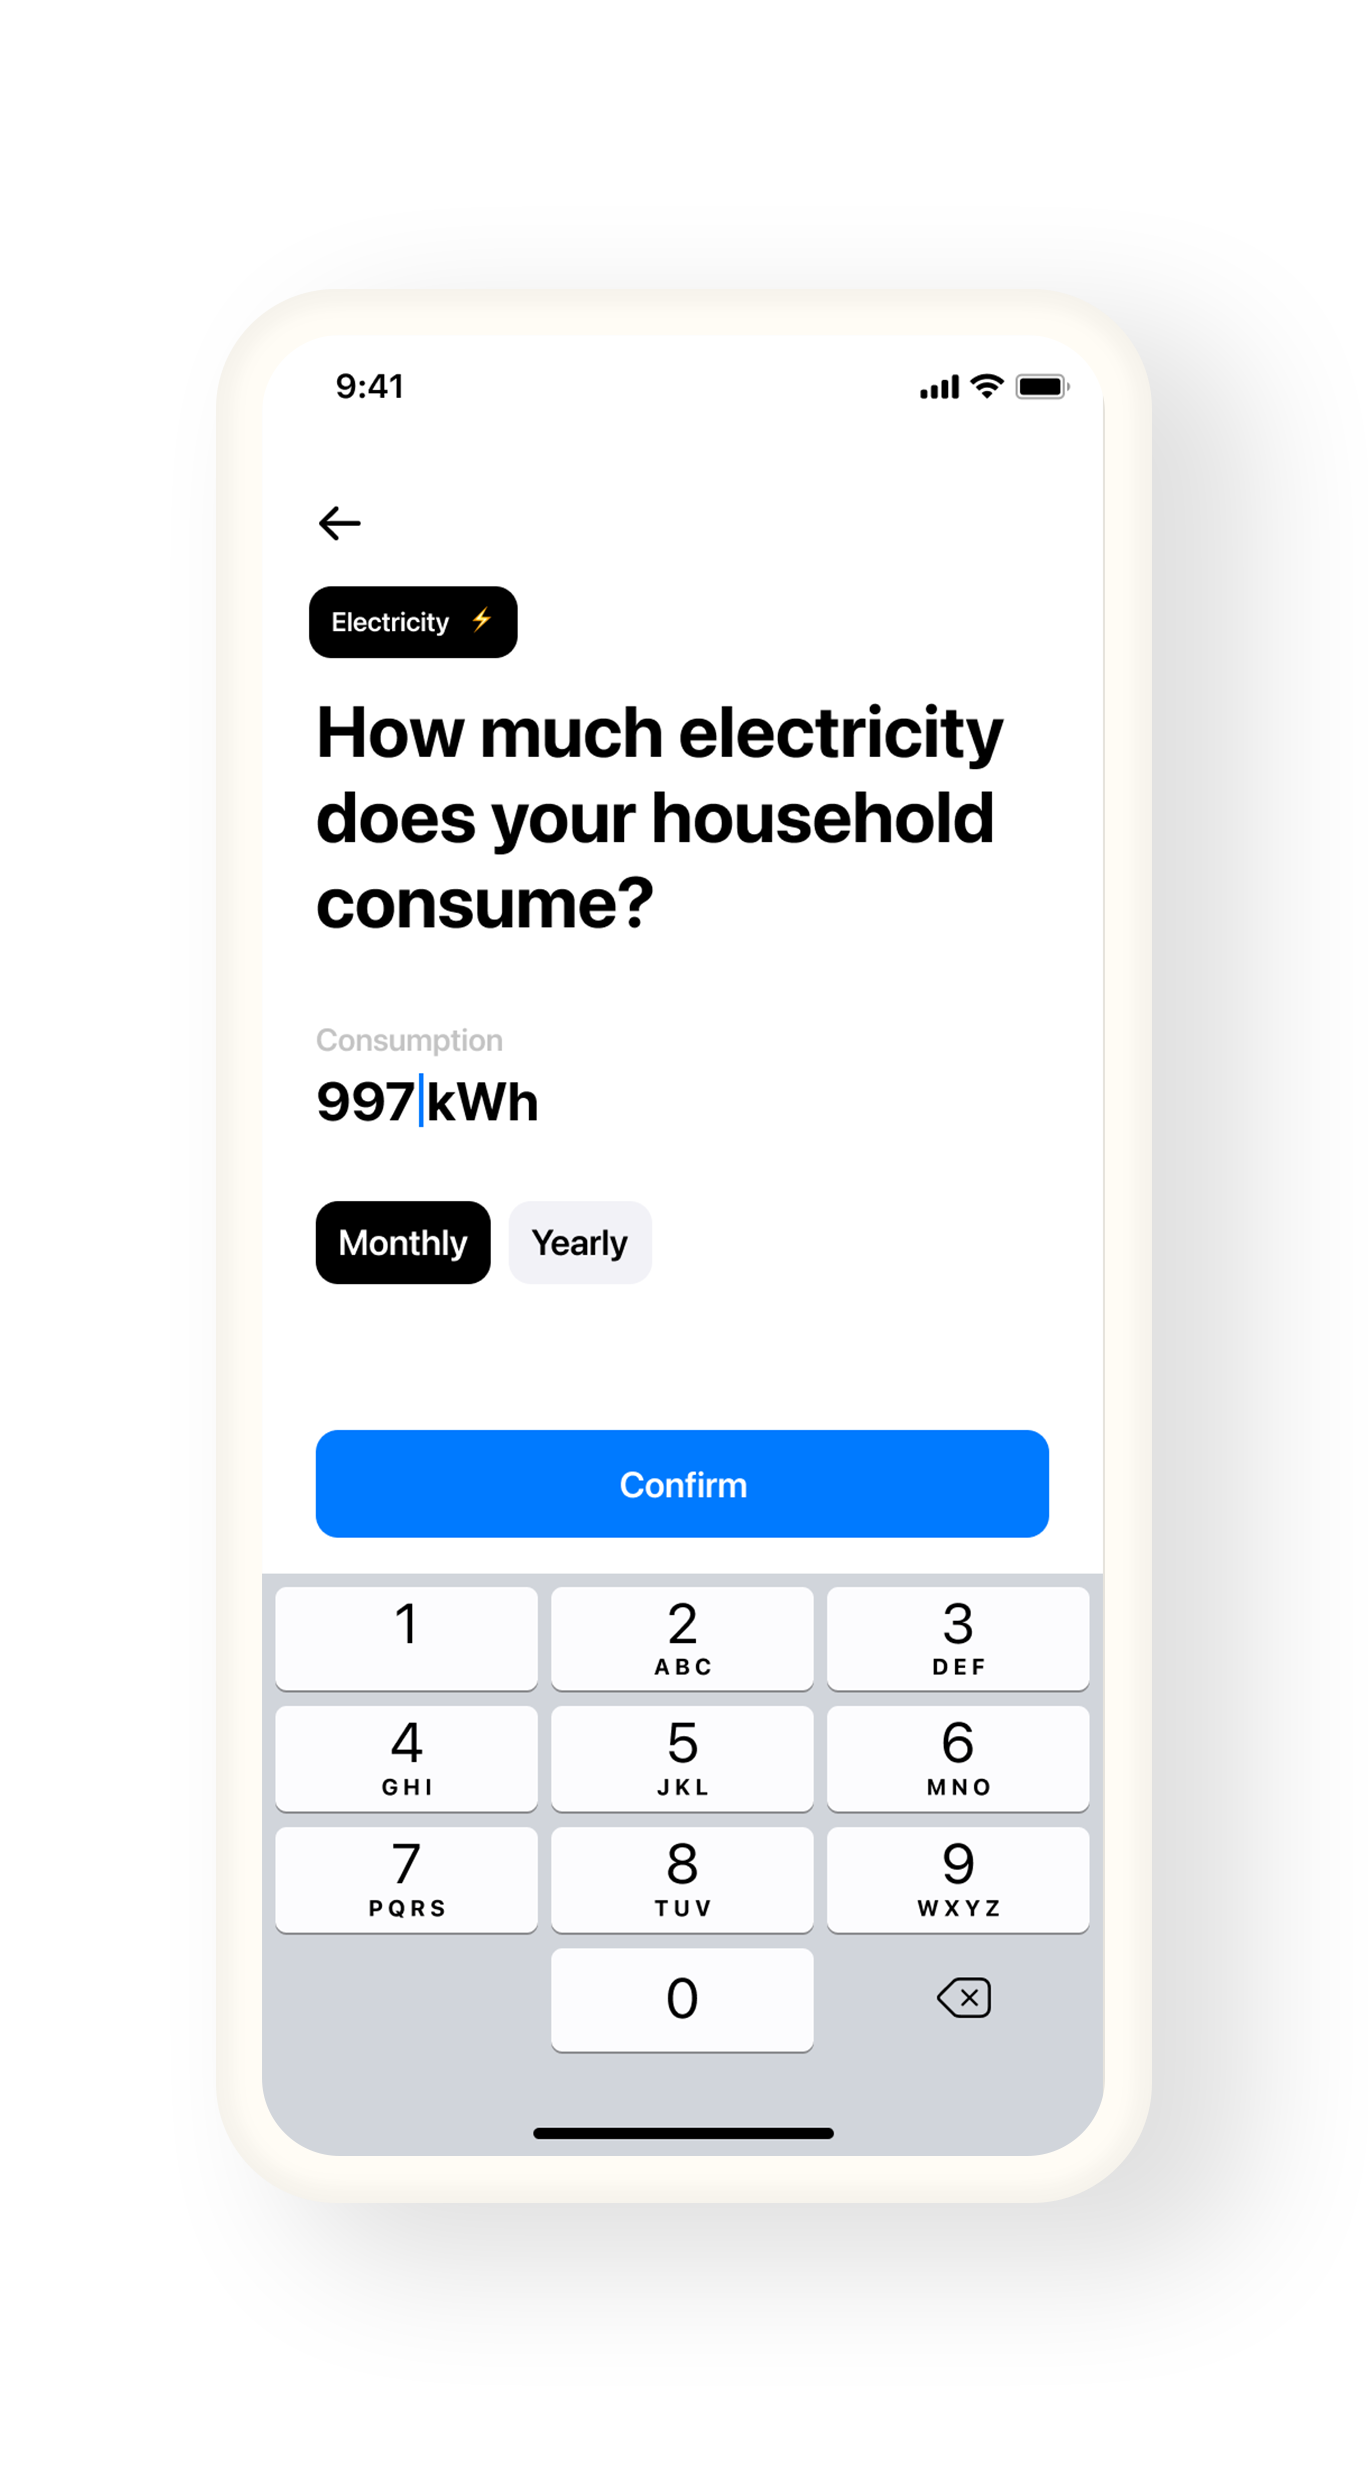 9:41
Electricity ⚡
How much electricity
does your household
consume?
Consumption
997 kWh
Monthly Yearly
Confirm
1 2 3
ABC DEF
4 5 6
GHI JKL MNO
7 8 9
PQRS TUV WXYZ
0